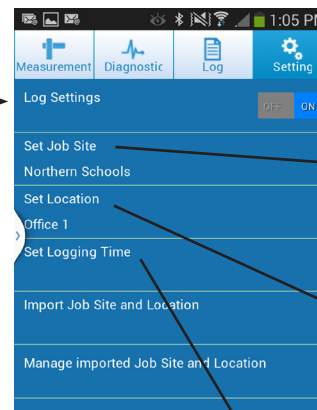 1:05 PM
Measurement Diagnostic Log Setting
Log Settings
OFF ON
Set Job Site
Northern Schools
Set Location
Office 1
Set Logging Time
Import Job Site and Location
Manage imported Job Site and Location